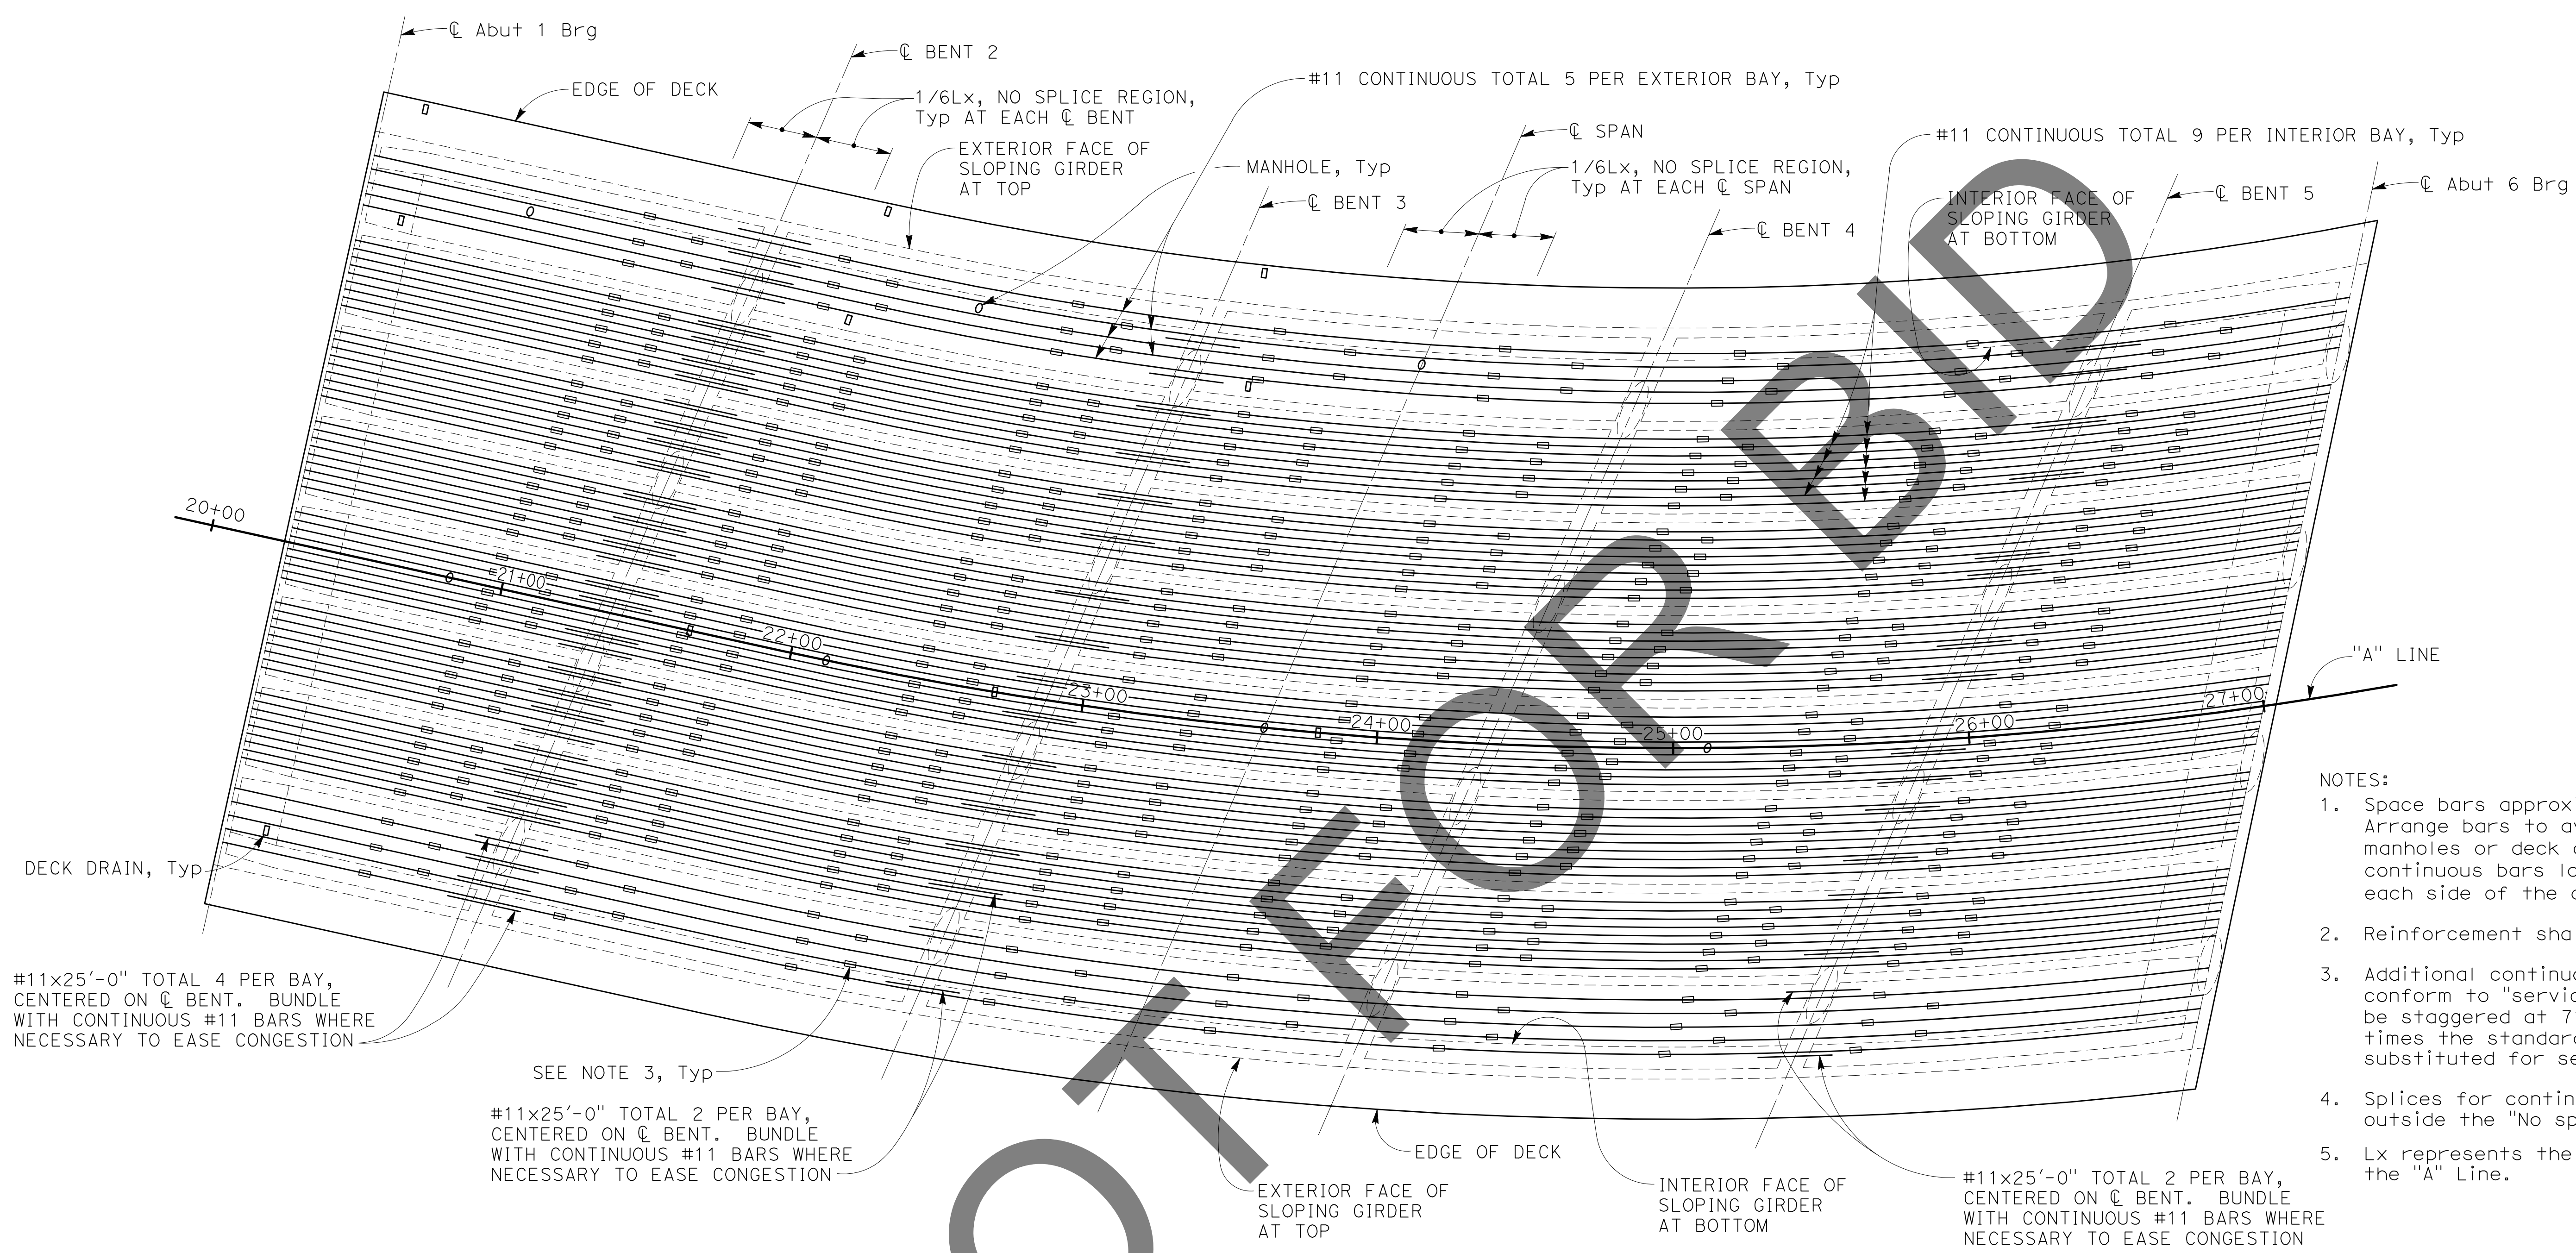 ℄ Abut 1 Brg
℄ BENT 2
EDGE OF DECK
1/6Lx, NO SPLICE REGION,
Typ AT EACH ℄ BENT
#11 CONTINUOUS TOTAL 5 PER EXTERIOR BAY, Typ
EXTERIOR FACE OF
SLOPING GIRDER
AT TOP
MANHOLE, Typ
℄ BENT 3
℄ SPAN
1/6Lx, NO SPLICE REGION,
Typ AT EACH ℄ SPAN
℄ BENT 4
#11 CONTINUOUS TOTAL 9 PER INTERIOR BAY, Typ
INTERIOR FACE OF
SLOPING GIRDER
AT BOTTOM
℄ BENT 5
℄ Abut 6 Brg
20+00
21+00
22+00
23+00
24+00
25+00
26+00
27+00
"A" LINE
DECK DRAIN, Typ
#11x25'-0" TOTAL 4 PER BAY,
CENTERED ON ℄ BENT. BUNDLE
WITH CONTINUOUS #11 BARS WHERE
NECESSARY TO EASE CONGESTION
SEE NOTE 3, Typ
#11x25'-0" TOTAL 2 PER BAY,
CENTERED ON ℄ BENT. BUNDLE
WITH CONTINUOUS #11 BARS WHERE
NECESSARY TO EASE CONGESTION
EDGE OF DECK
EXTERIOR FACE OF
SLOPING GIRDER
AT TOP
INTERIOR FACE OF
SLOPING GIRDER
AT BOTTOM
#11x25'-0" TOTAL 2 PER BAY,
CENTERED ON ℄ BENT. BUNDLE
WITH CONTINUOUS #11 BARS WHERE
NECESSARY TO EASE CONGESTION
NOTES:
1. Space bars approx
Arrange bars to av
manholes or deck
continuous bars lo
each side of the
2. Reinforcement sha
3. Additional continu
conform to "servic
be staggered at 7
times the standar
substituted for se
4. Splices for contin
outside the "No sp
5. Lx represents the
the "A" Line.
OT FOR BID